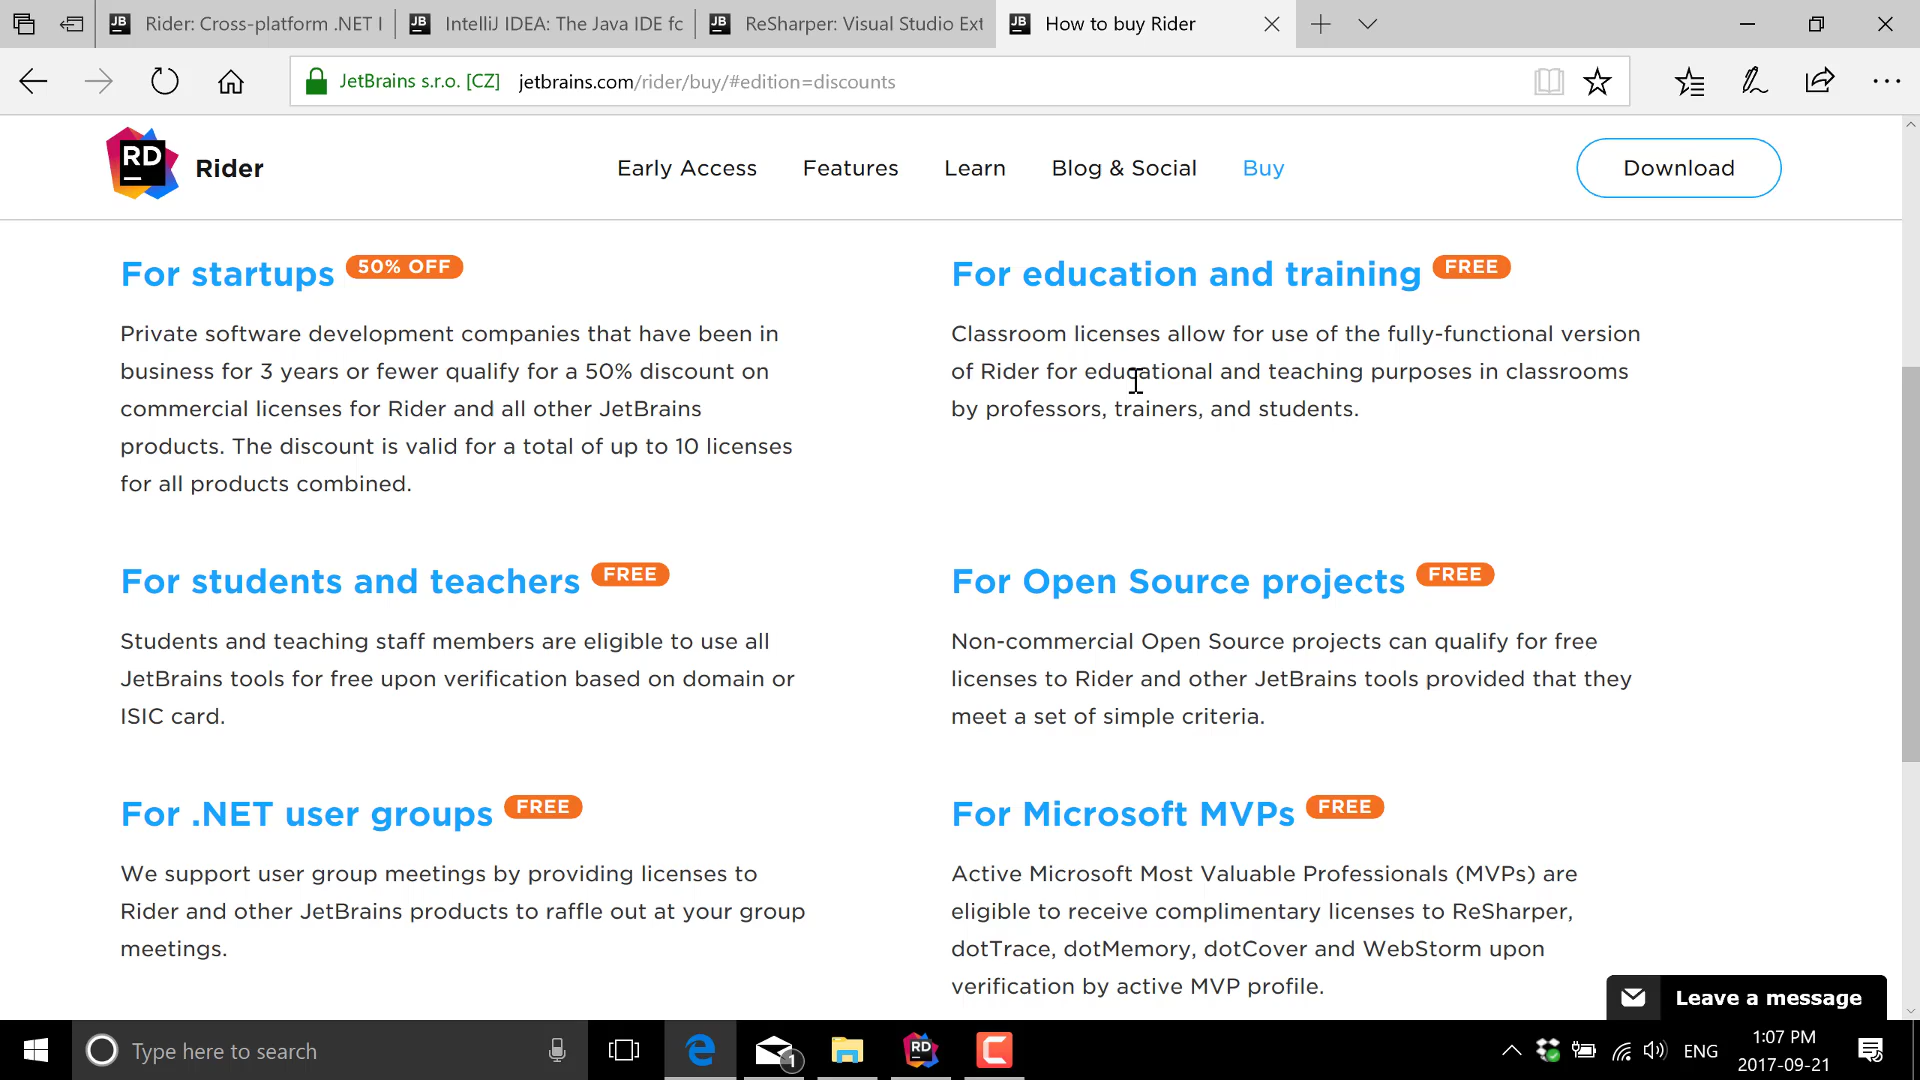 Rider: Cross-platform .NET I
IntelliJ IDEA: The Java IDE fc
ReSharper: Visual Studio Ext
How to buy Rider
JetBrains s.r.o. [CZ]
jetbrains.com/rider/buy/#edition=discounts
RD
Rider
Early Access
Features
Learn
Blog & Social
Buy
Download
For startups 50% OFF
Private software development companies that have been in
business for 3 years or fewer qualify for a 50% discount on
commercial licenses for Rider and all other JetBrains
products. The discount is valid for a total of up to 10 licenses
for all products combined.
For education and training FREE
Classroom licenses allow for use of the fully-functional version
of Rider for educational and teaching purposes in classrooms
by professors, trainers, and students.
For students and teachers FREE
Students and teaching staff members are eligible to use all
JetBrains tools for free upon verification based on domain or
ISIC card.
For Open Source projects FREE
Non-commercial Open Source projects can qualify for free
licenses to Rider and other JetBrains tools provided that they
meet a set of simple criteria.
For .NET user groups FREE
We support user group meetings by providing licenses to
Rider and other JetBrains products to raffle out at your group
meetings.
For Microsoft MVPs FREE
Active Microsoft Most Valuable Professionals (MVPs) are
eligible to receive complimentary licenses to ReSharper,
dotTrace, dotMemory, dotCover and WebStorm upon
verification by active MVP profile.
Leave a message
Type here to search
1
RD
ENG
1:07 PM
2017-09-21